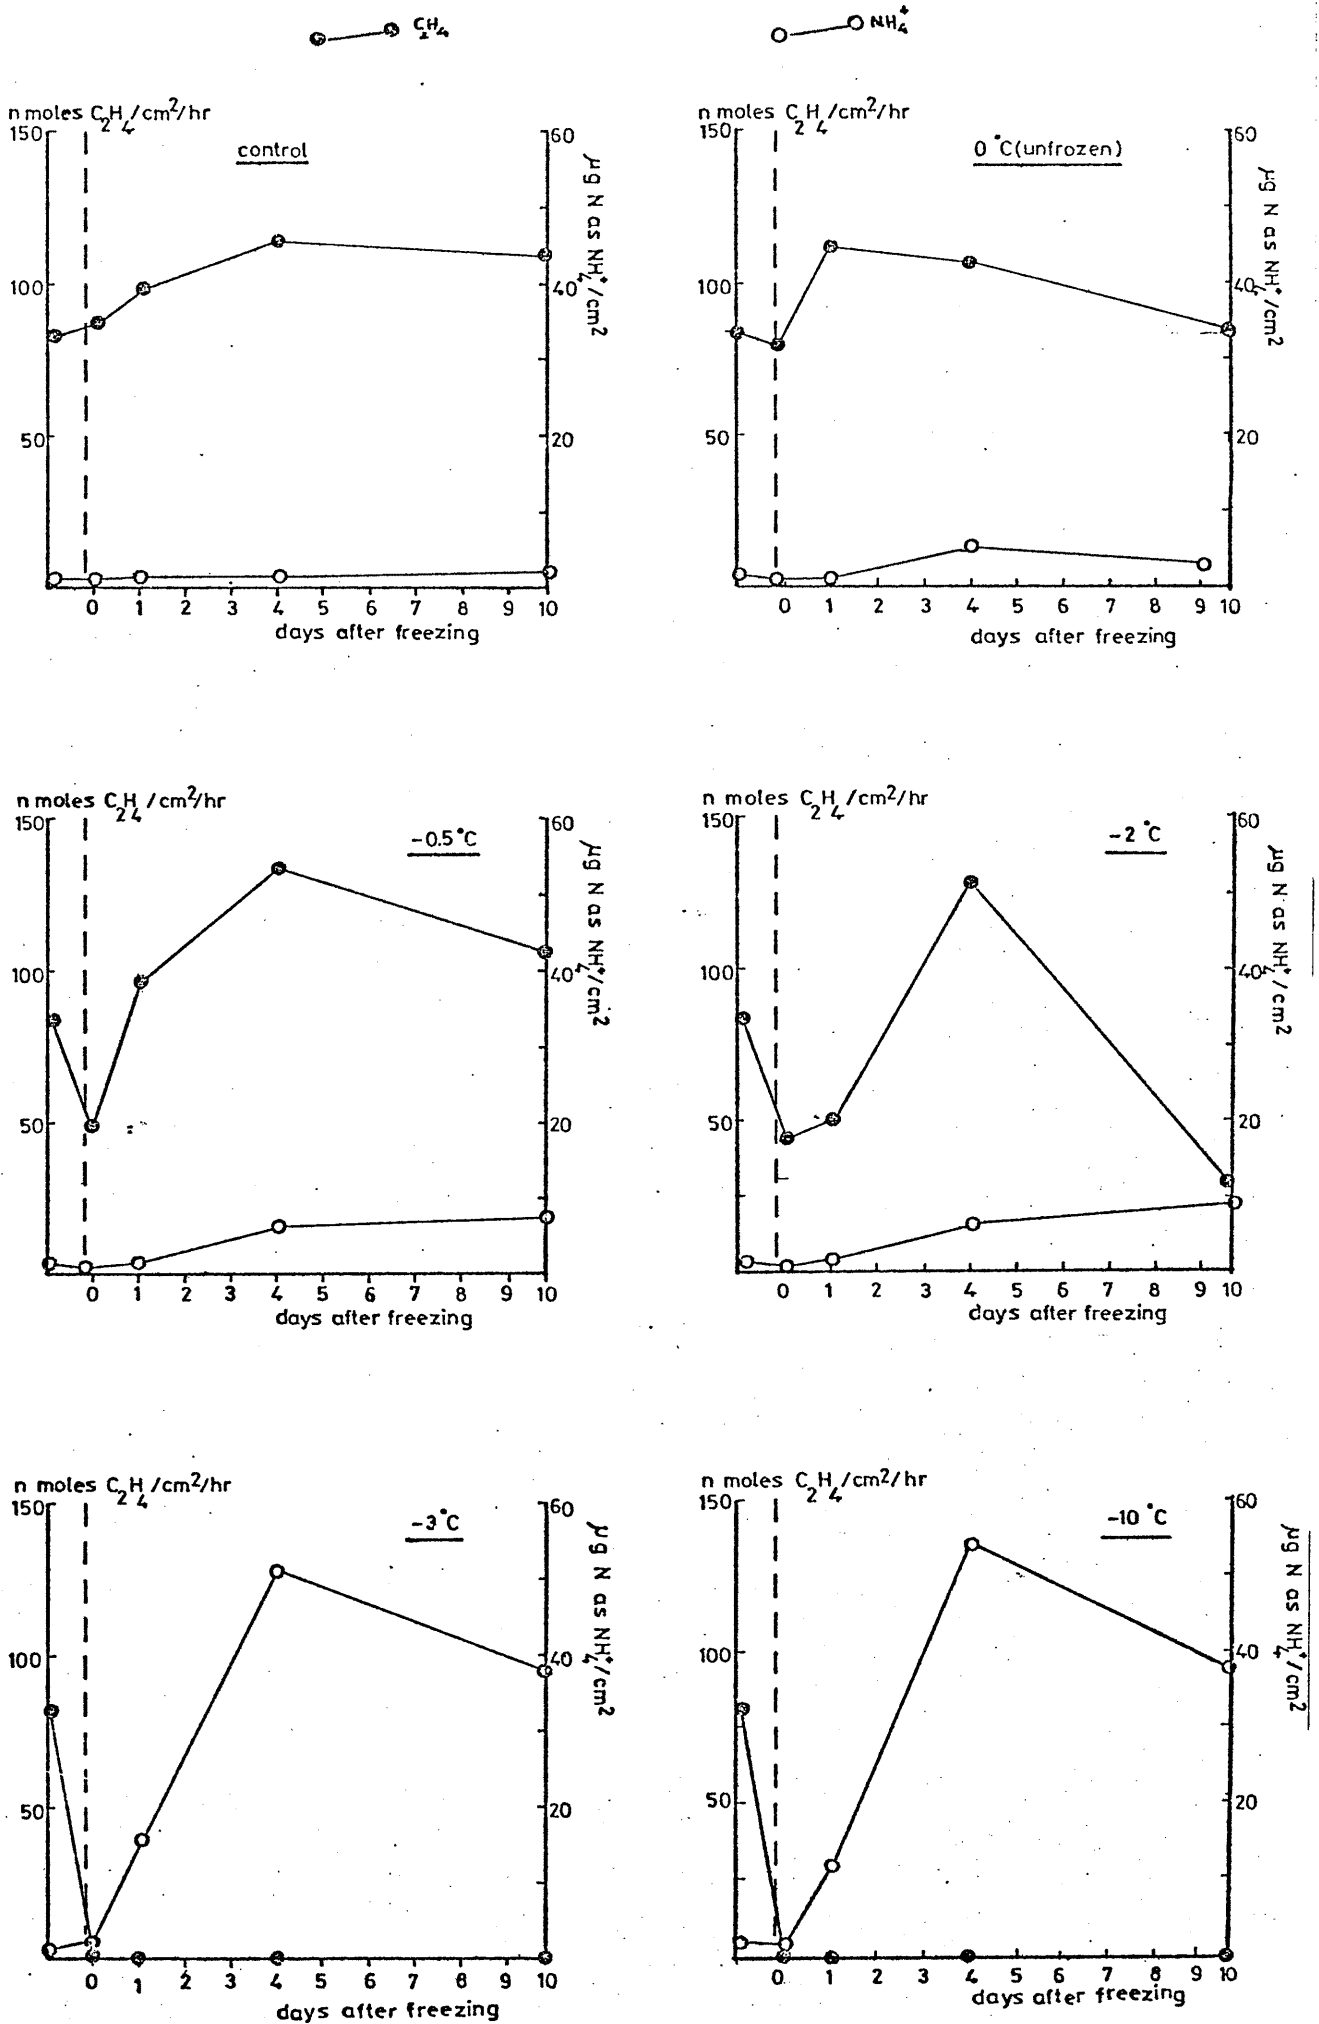 C2H4
NH4+
n moles C2H4/cm2/hr
control
150
100
50
60
40
20
µg N as NH4+/cm2
0 1 2 3 4 5 6 7 8 9 10
days after freezing
n moles C2H4/cm2/hr
0 °C (unfrozen)
150
100
50
60
40
20
µg N as NH4+/cm2
0 1 2 3 4 5 6 7 8 9 10
days after freezing
n moles C2H4/cm2/hr
-0.5 °C
150
100
50
60
40
20
µg N as NH4+/cm2
0 1 2 3 4 5 6 7 8 9 10
days after freezing
n moles C2H4/cm2/hr
-2 °C
150
100
50
60
40
20
µg N as NH4+/cm2
0 1 2 3 4 5 6 7 8 9 10
days after freezing
n moles C2H4/cm2/hr
-3 °C
150
100
50
60
40
20
µg N as NH4+/cm2
0 1 2 3 4 5 6 7 8 9 10
days after freezing
n moles C2H4/cm2/hr
-10 °C
150
100
50
60
40
20
µg N as NH4+/cm2
0 1 2 3 4 5 6 7 8 9 10
days after freezing